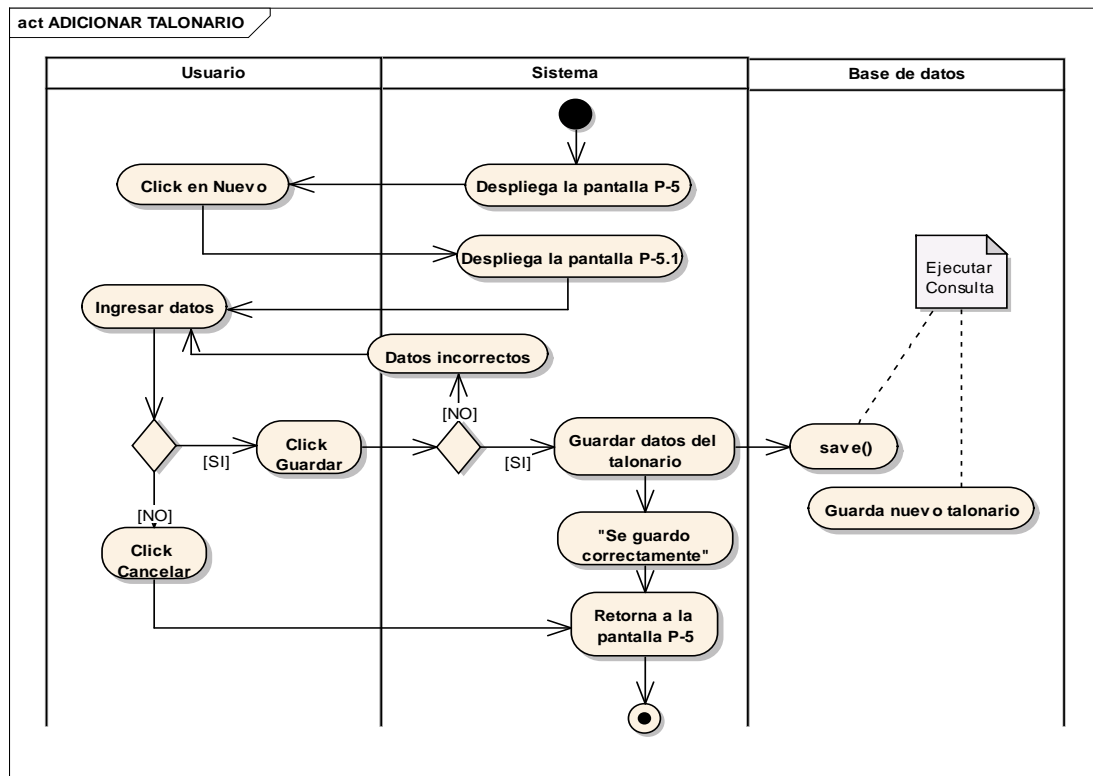 act ADICIONAR TALONARIO
Usuario
Sistema
Base de datos
Click en Nuevo
Despliega la pantalla P-5
Despliega la pantalla P-5.1
Ejecutar
Consulta
Ingresar datos
Datos incorrectos
[NO]
[SI]
Click
Guardar
[SI]
Guardar datos del
talonario
save()
[NO]
Click
Cancelar
"Se guardo
correctamente"
Guarda nuevo talonario
Retorna a la
pantalla P-5